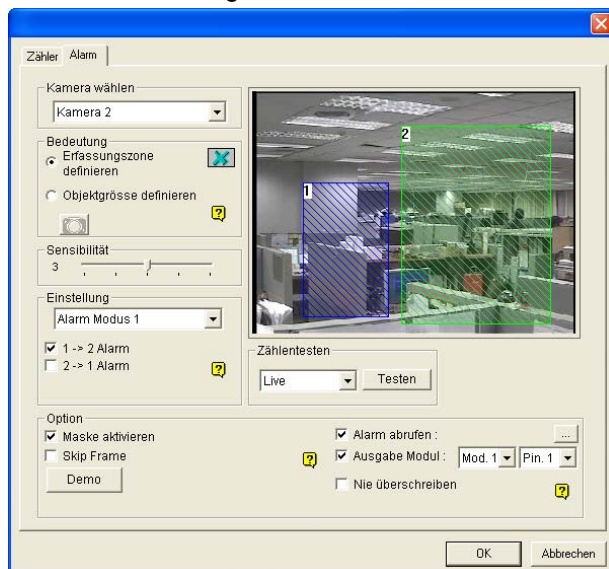 Zähler Alarm
Kamera wählen
Kamera 2
Bedeutung
Erfassungszone
definieren
Objektgrösse definieren
?
Sensibilität
3
Einstellung
Alarm Modus 1
1 -> 2 Alarm
2 -> 1 Alarm
?
1
2
Zählentesten
Live Testen
Option
Maske aktivieren
Skip Frame
Demo
?
Alarm abrufen : ...
Ausgabe Modul : Mod. 1 Pin. 1
Nie überschreiben
?
OK Abbrechen